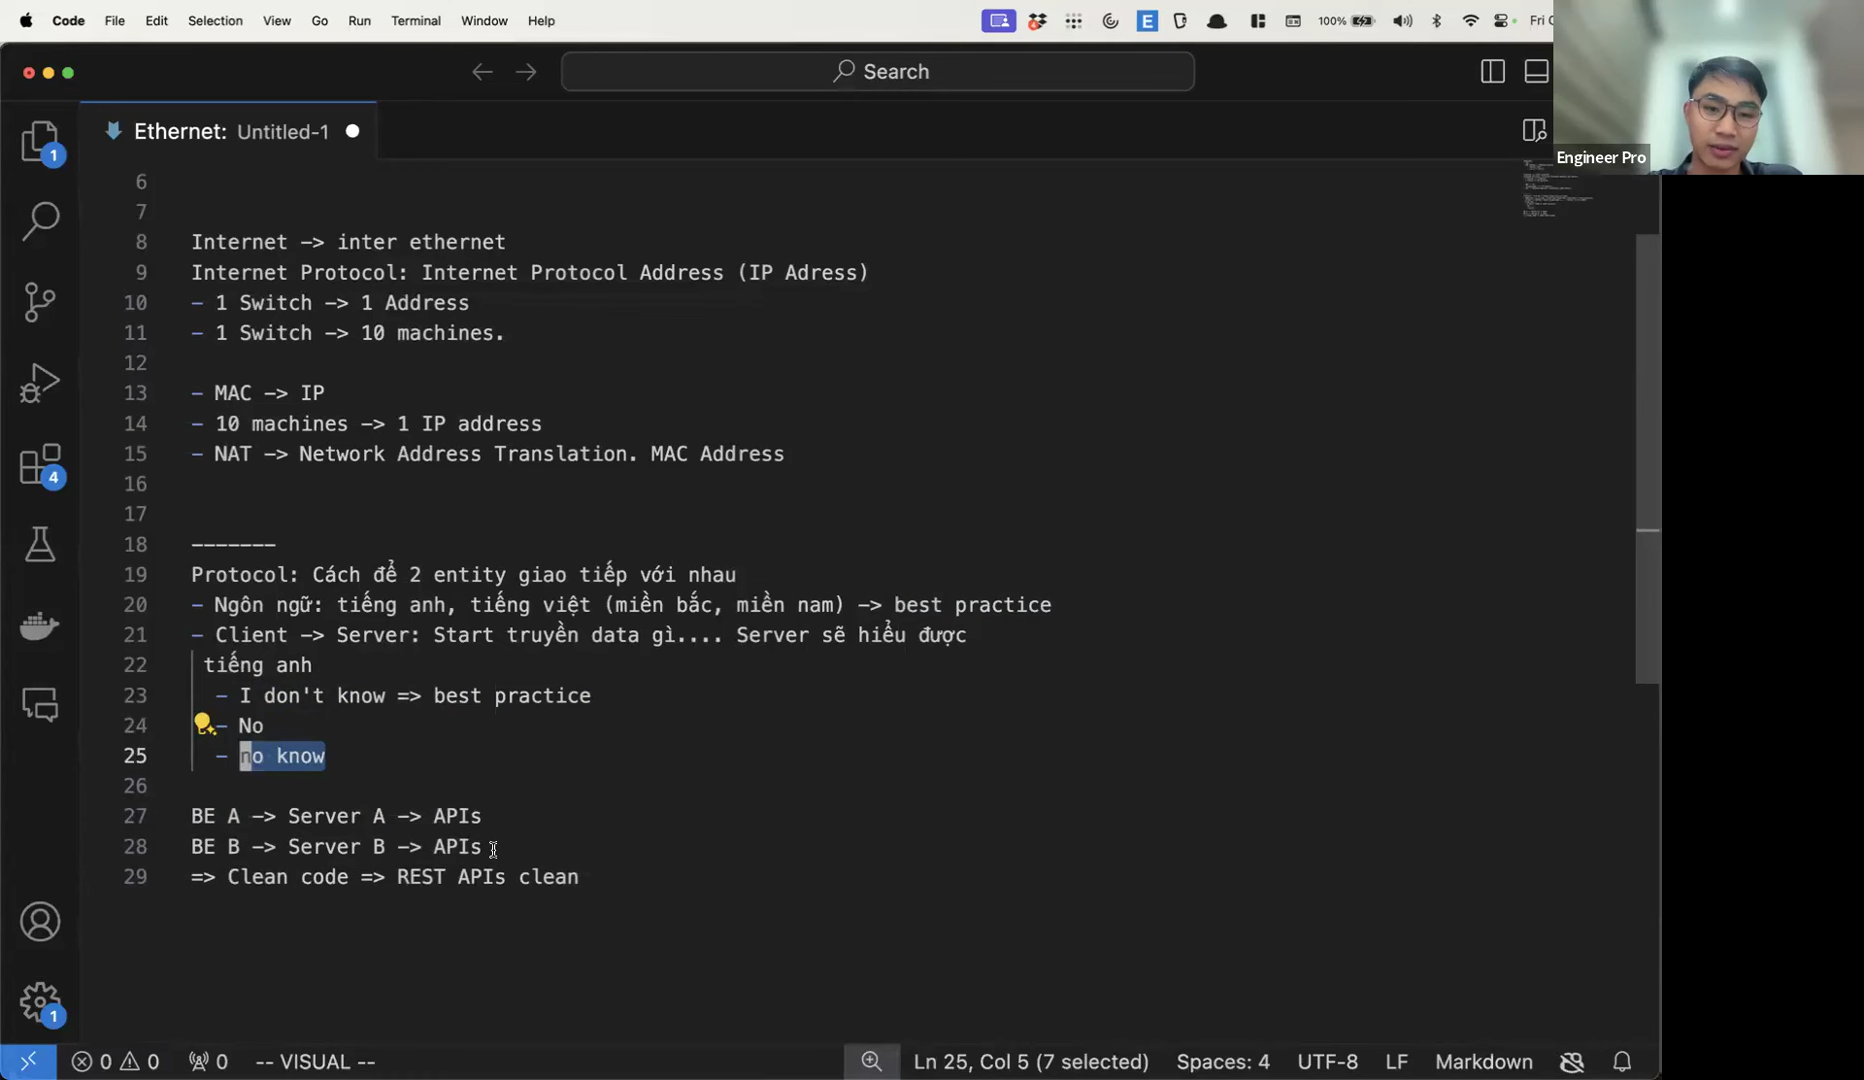 Code File Edit Selection View Go Run Terminal Window Help
E
100%
Fri
Search
Engineer Pro
Ethernet: Untitled-1
1
4
1
6
7
8 Internet -> inter ethernet
9 Internet Protocol: Internet Protocol Address (IP Adress)
10 - 1 Switch -> 1 Address
11 - 1 Switch -> 10 machines.
12
13 - MAC -> IP
14 - 10 machines -> 1 IP address
15 - NAT -> Network Address Translation. MAC Address
16
17
18 -------
19 Protocol: Cách để 2 entity giao tiếp với nhau
20 - Ngôn ngữ: tiếng anh, tiếng việt (miền bắc, miền nam) -> best practice
21 - Client -> Server: Start truyền data gì.... Server sẽ hiểu được
22 tiếng anh
23 - I don't know => best practice
24 - No
25 - no know
26
27 BE A -> Server A -> APIs
28 BE B -> Server B -> APIs
29 => Clean code => REST APIs clean
0 0 0 -- VISUAL -- Ln 25, Col 5 (7 selected) Spaces: 4 UTF-8 LF Markdown